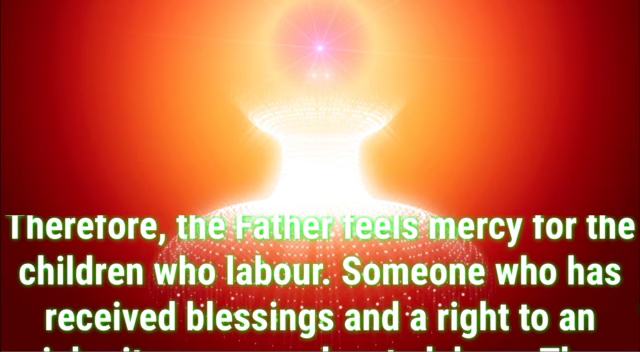 Therefore, the Father feels mercy for the
children who labour. Someone who has
received blessings and a right to an